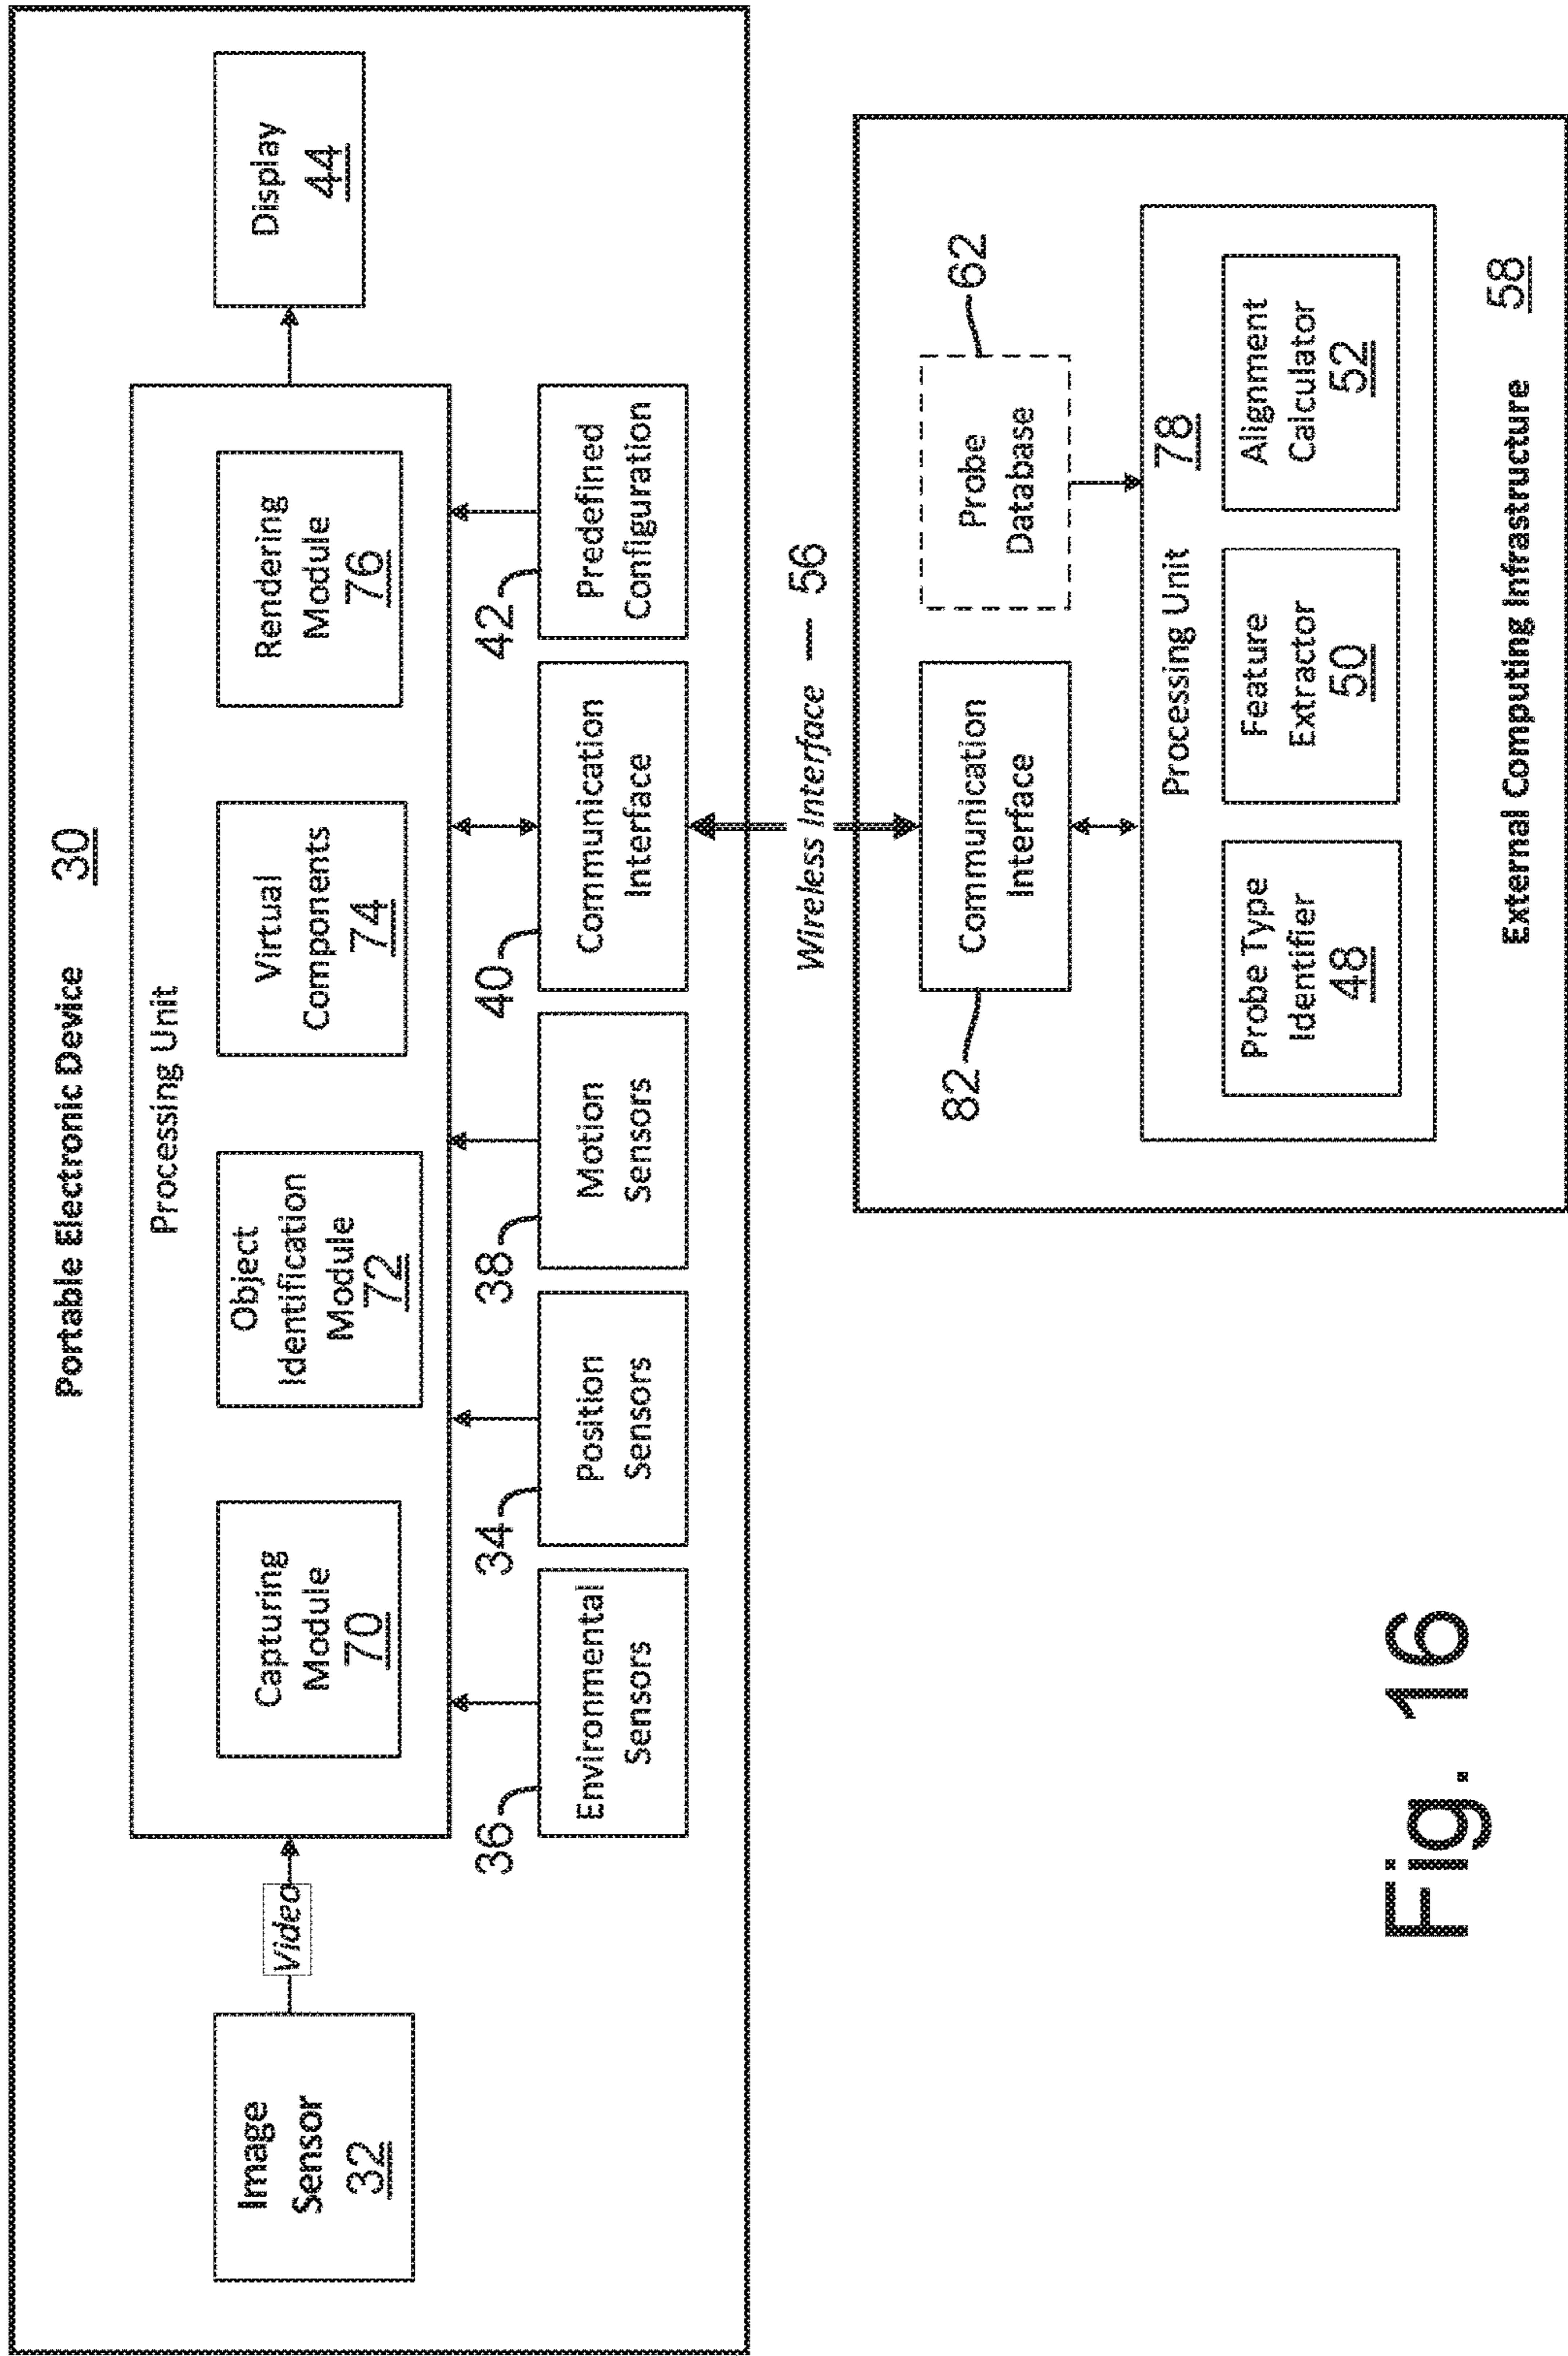 Portable Electronic Device 30
Processing Unit
Image
Sensor
32
Video
Capturing
Module
70
Object
Identification
Module
72
Virtual
Components
74
Rendering
Module
76
Display
44
36
Environmental
Sensors
34
Position
Sensors
38
Motion
Sensors
40
Communication
Interface
42
Predefined
Configuration
Wireless Interface — 56
82
Communication
Interface
Probe
Database
62
Processing Unit 78
Probe Type
Identifier
48
Feature
Extractor
50
Alignment
Calculator
52
External Computing Infrastructure 58
Fig. 16